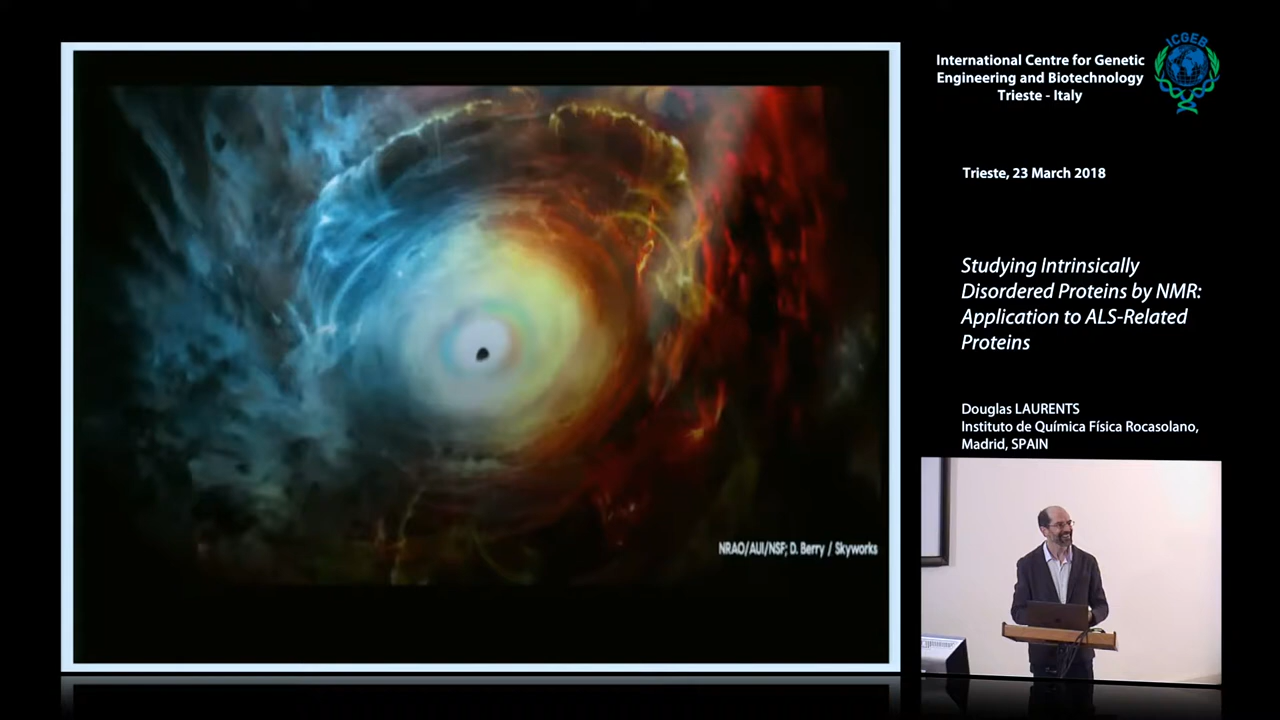 NRAO/AUI/NSF; D. Berry / Skyworks
International Centre for Genetic
Engineering and Biotechnology
Trieste - Italy
ICGEB
Trieste, 23 March 2018
Studying Intrinsically
Disordered Proteins by NMR:
Application to ALS-Related
Proteins
Douglas LAURENTS
Instituto de Química Física Rocasolano,
Madrid, SPAIN